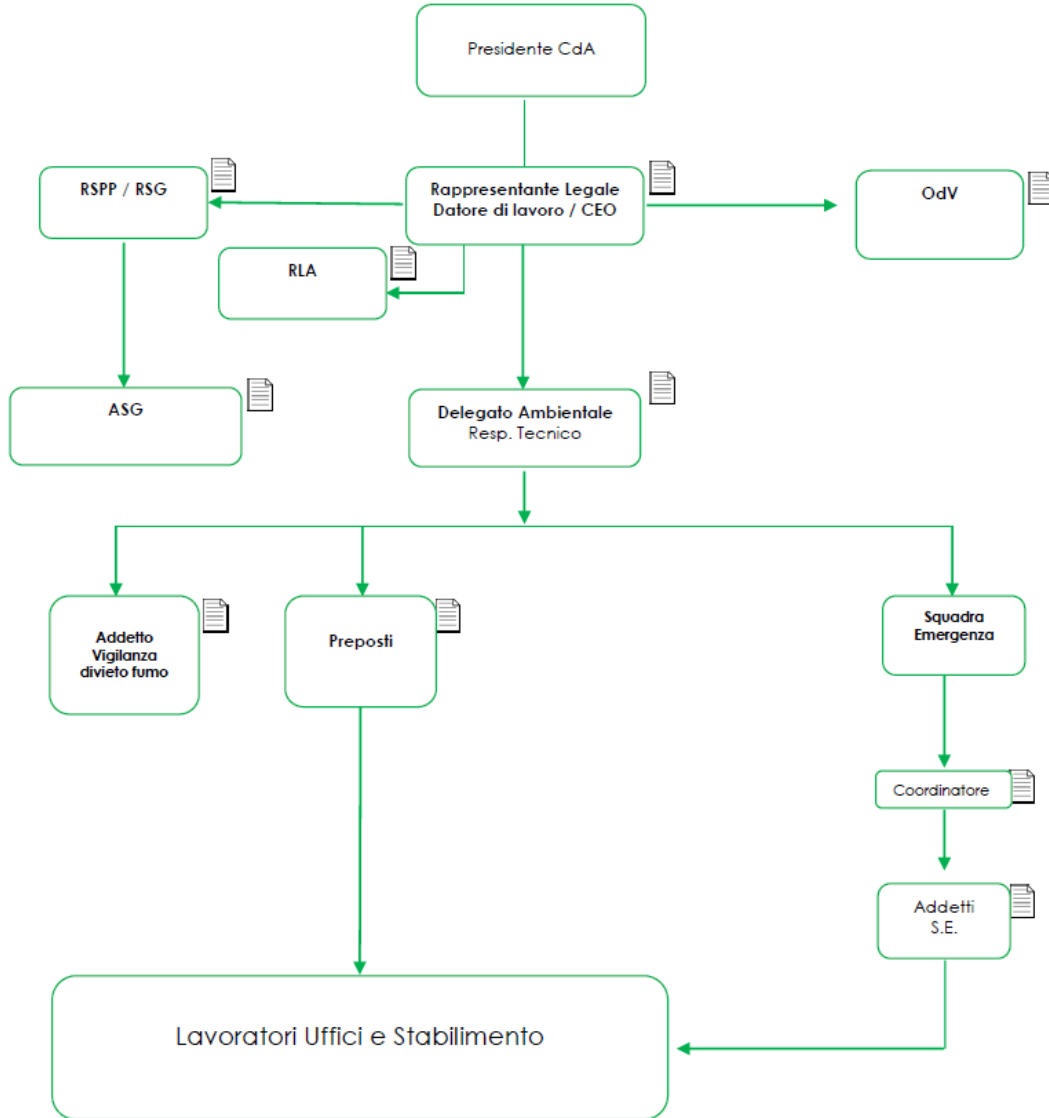 Presidente CdA
RSPP / RSG
Rappresentante Legale
Datore di lavoro / CEO
OdV
RLA
ASG
Delegato Ambientale
Resp. Tecnico
Addetto
Vigilanza
divieto fumo
Preposti
Squadra
Emergenza
Coordinatore
Addetti
S.E.
Lavoratori Uffici e Stabilimento